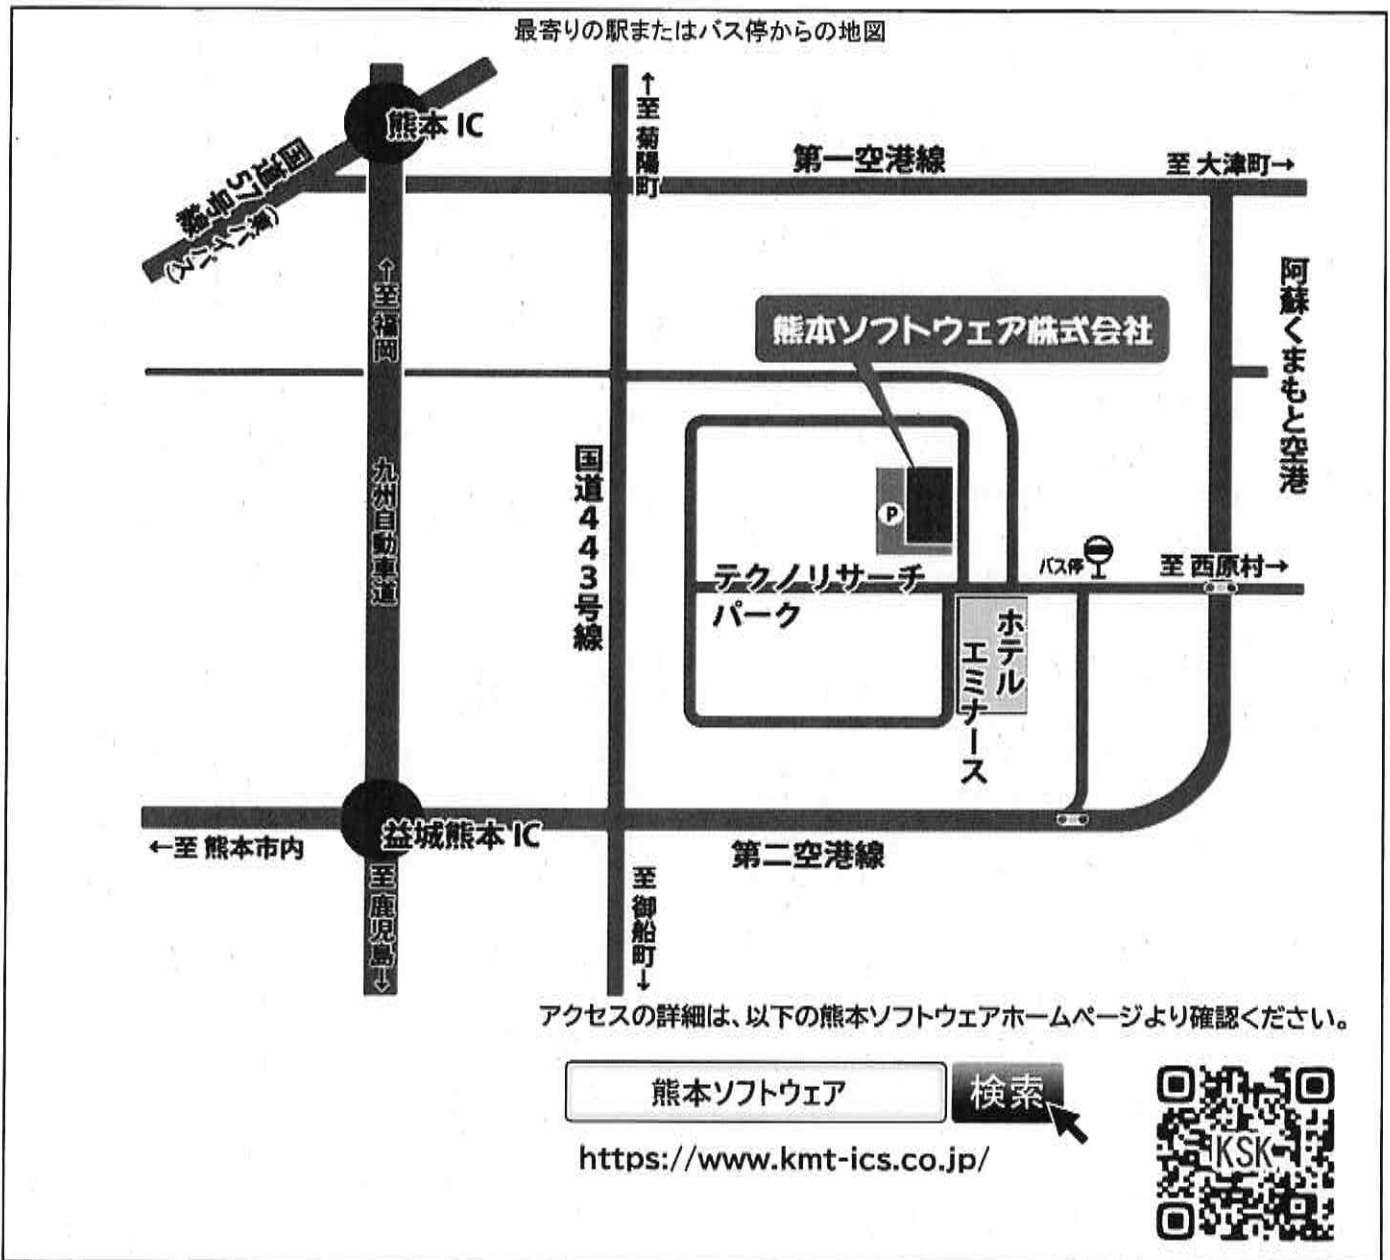 最寄りの駅またはバス停からの地図
熊本IC
国道57号線
(東バイパス)
↑至 菊陽町
第一空港線
至 大津町→
↑至 福岡
阿蘇くまもと空港
熊本ソフトウェア株式会社
九州自動車道
国道443号線
P
バス停
至 西原村→
テクノリサーチ
パーク
ホテル
エミナース
益城熊本IC
←至 熊本市内
第二空港線
至 鹿児島↓
至 御船町↓
アクセスの詳細は、以下の熊本ソフトウェアホームページより確認ください。
熊本ソフトウェア
検索
https://www.kmt-ics.co.jp/
KSK